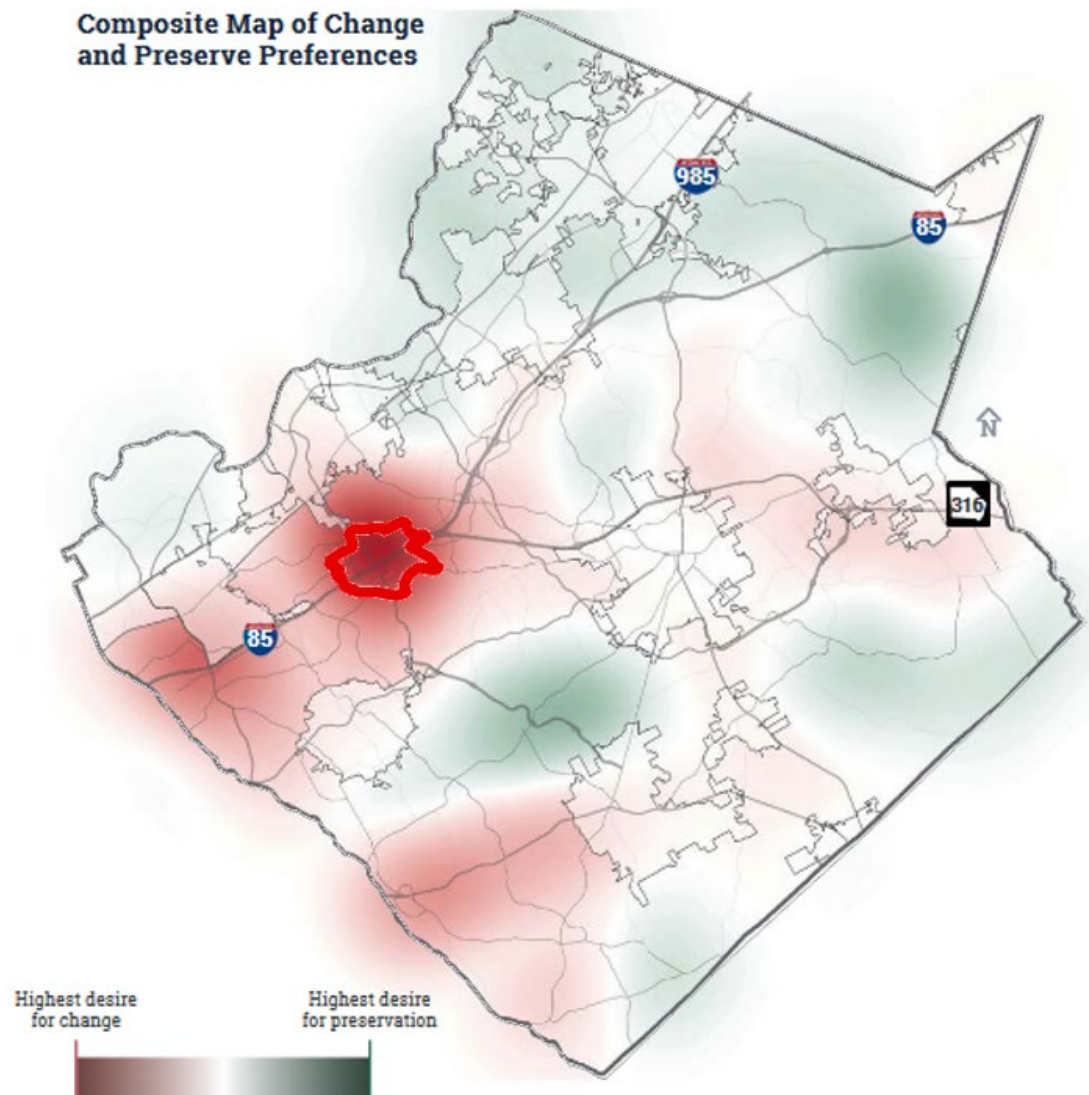 Composite Map of Change
and Preserve Preferences
985
85
N
316
85
Highest desire
for change
Highest desire
for preservation